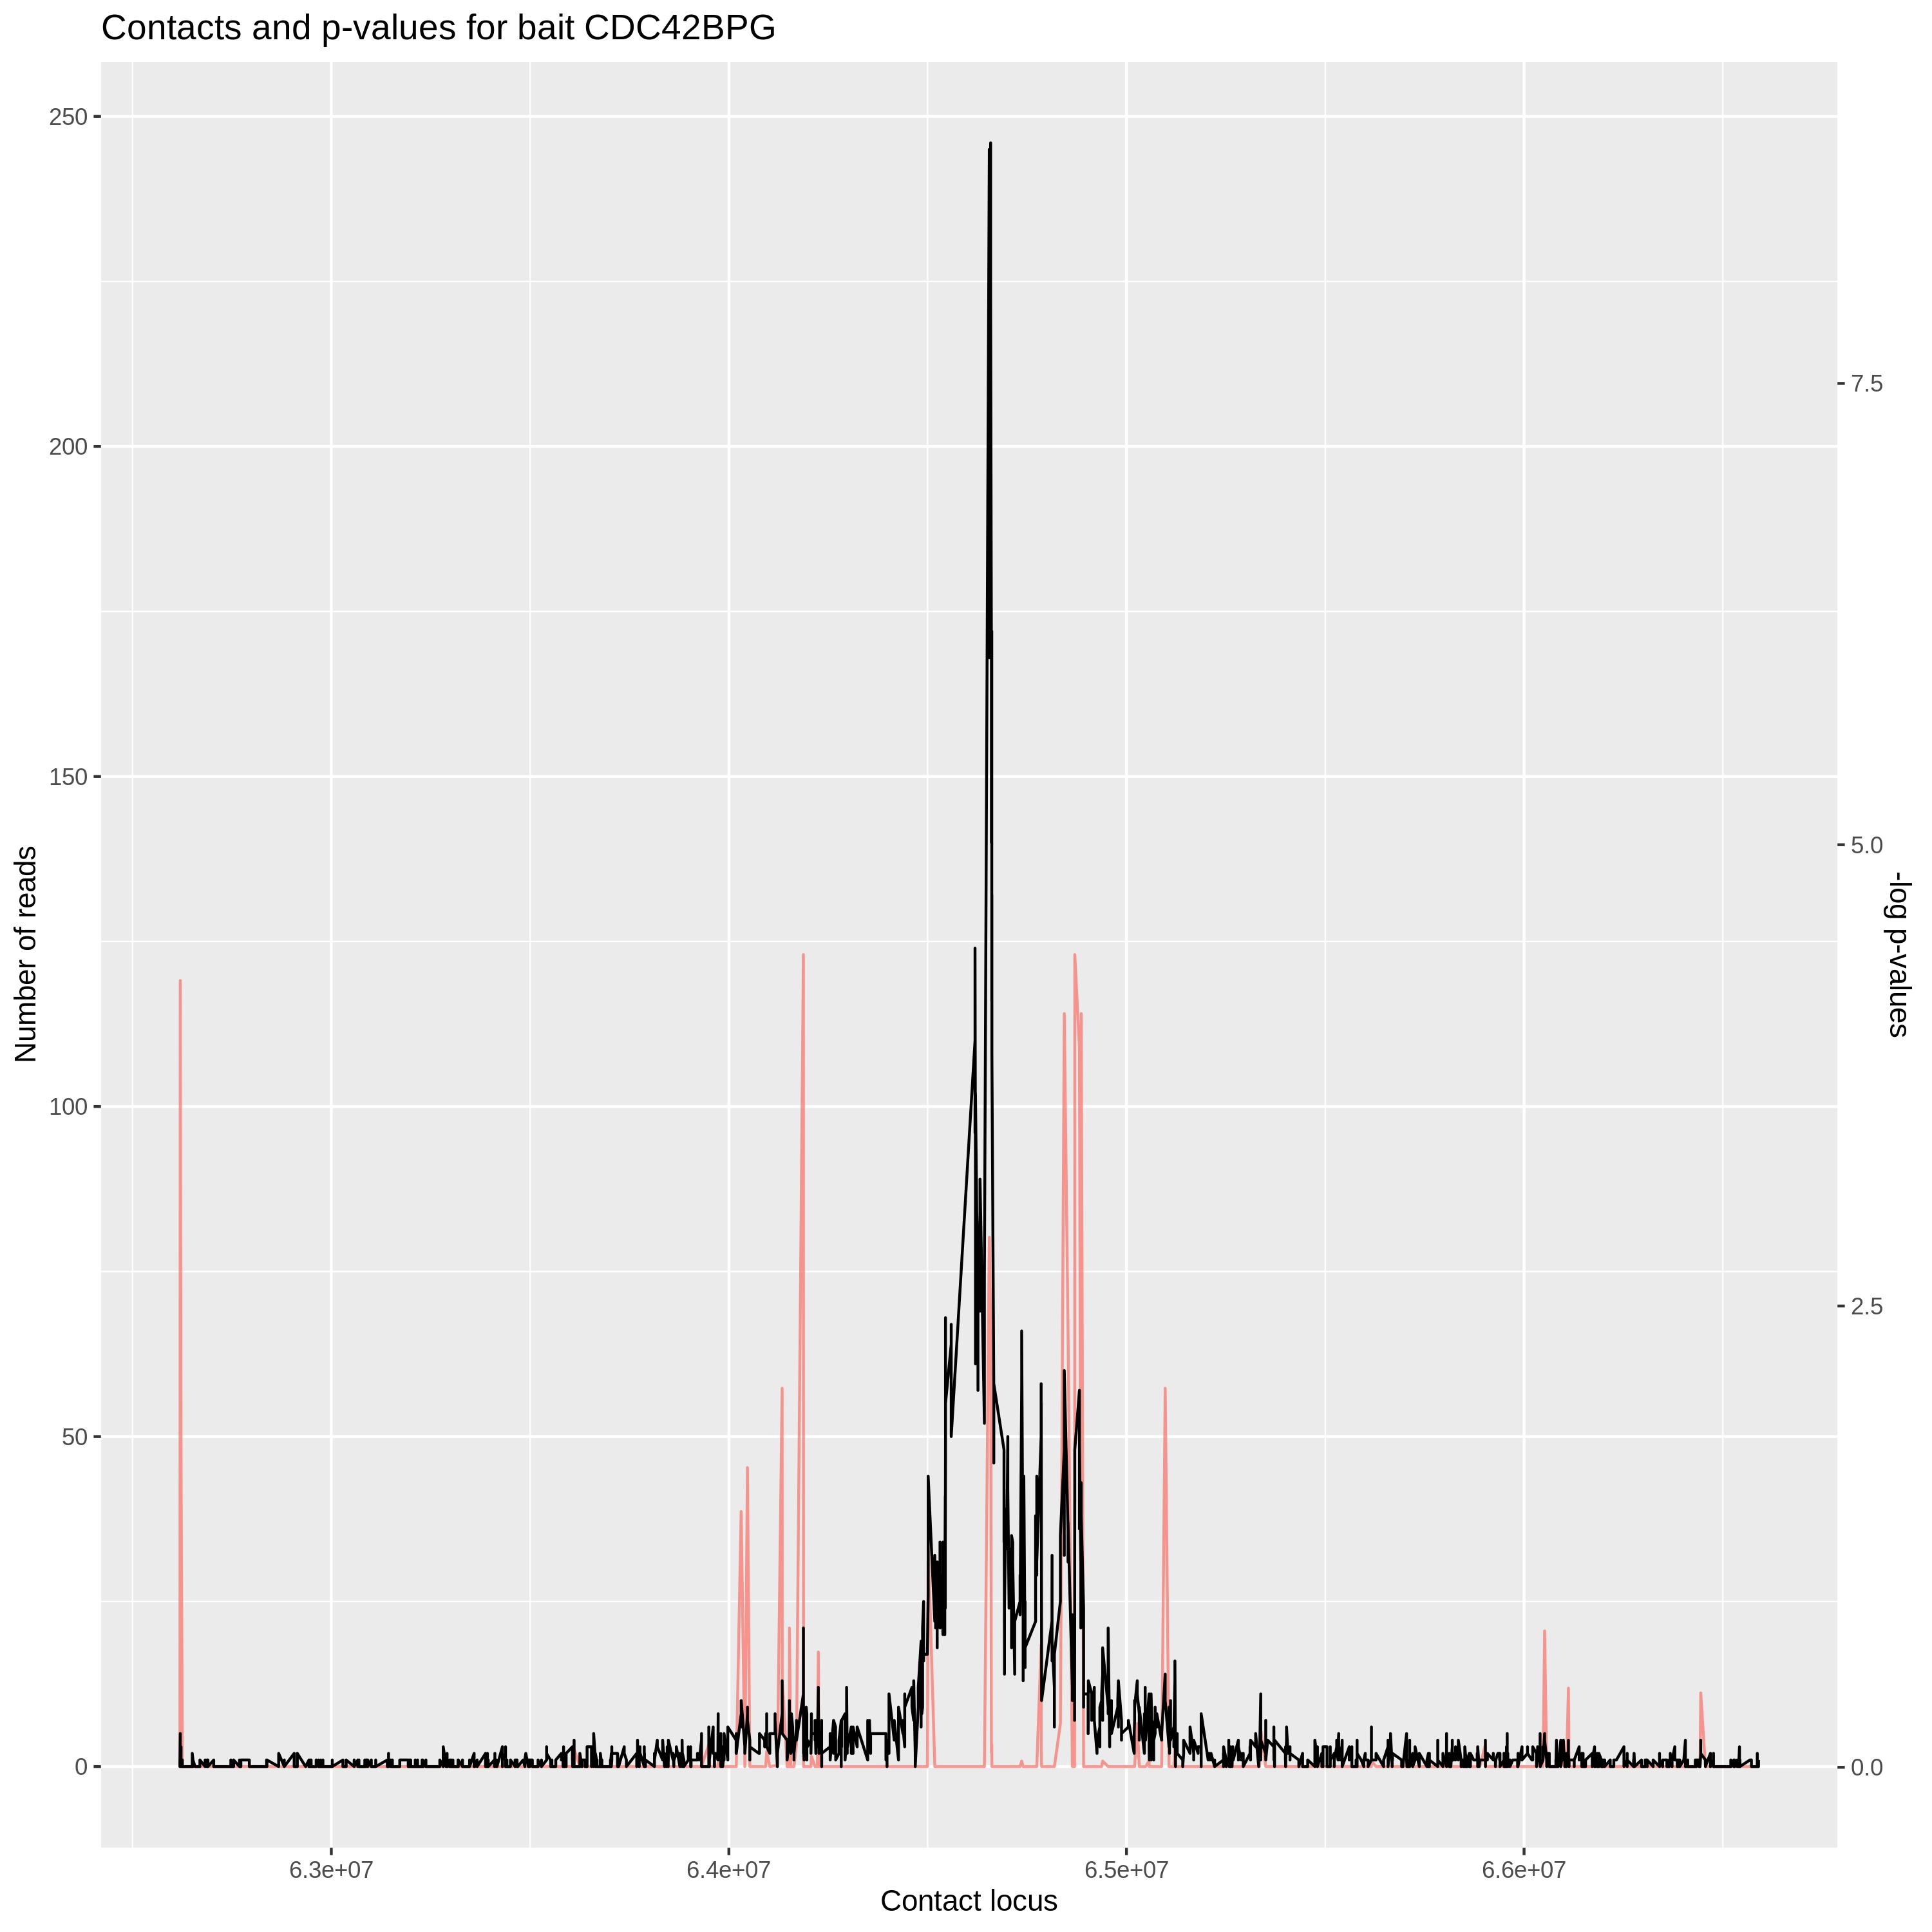 Contacts and p-values for bait CDC42BPG
250
200
150
100
50
0
Number of reads
7.5
5.0
2.5
0.0
-log p-values
6.3e+07
6.4e+07
6.5e+07
6.6e+07
Contact locus